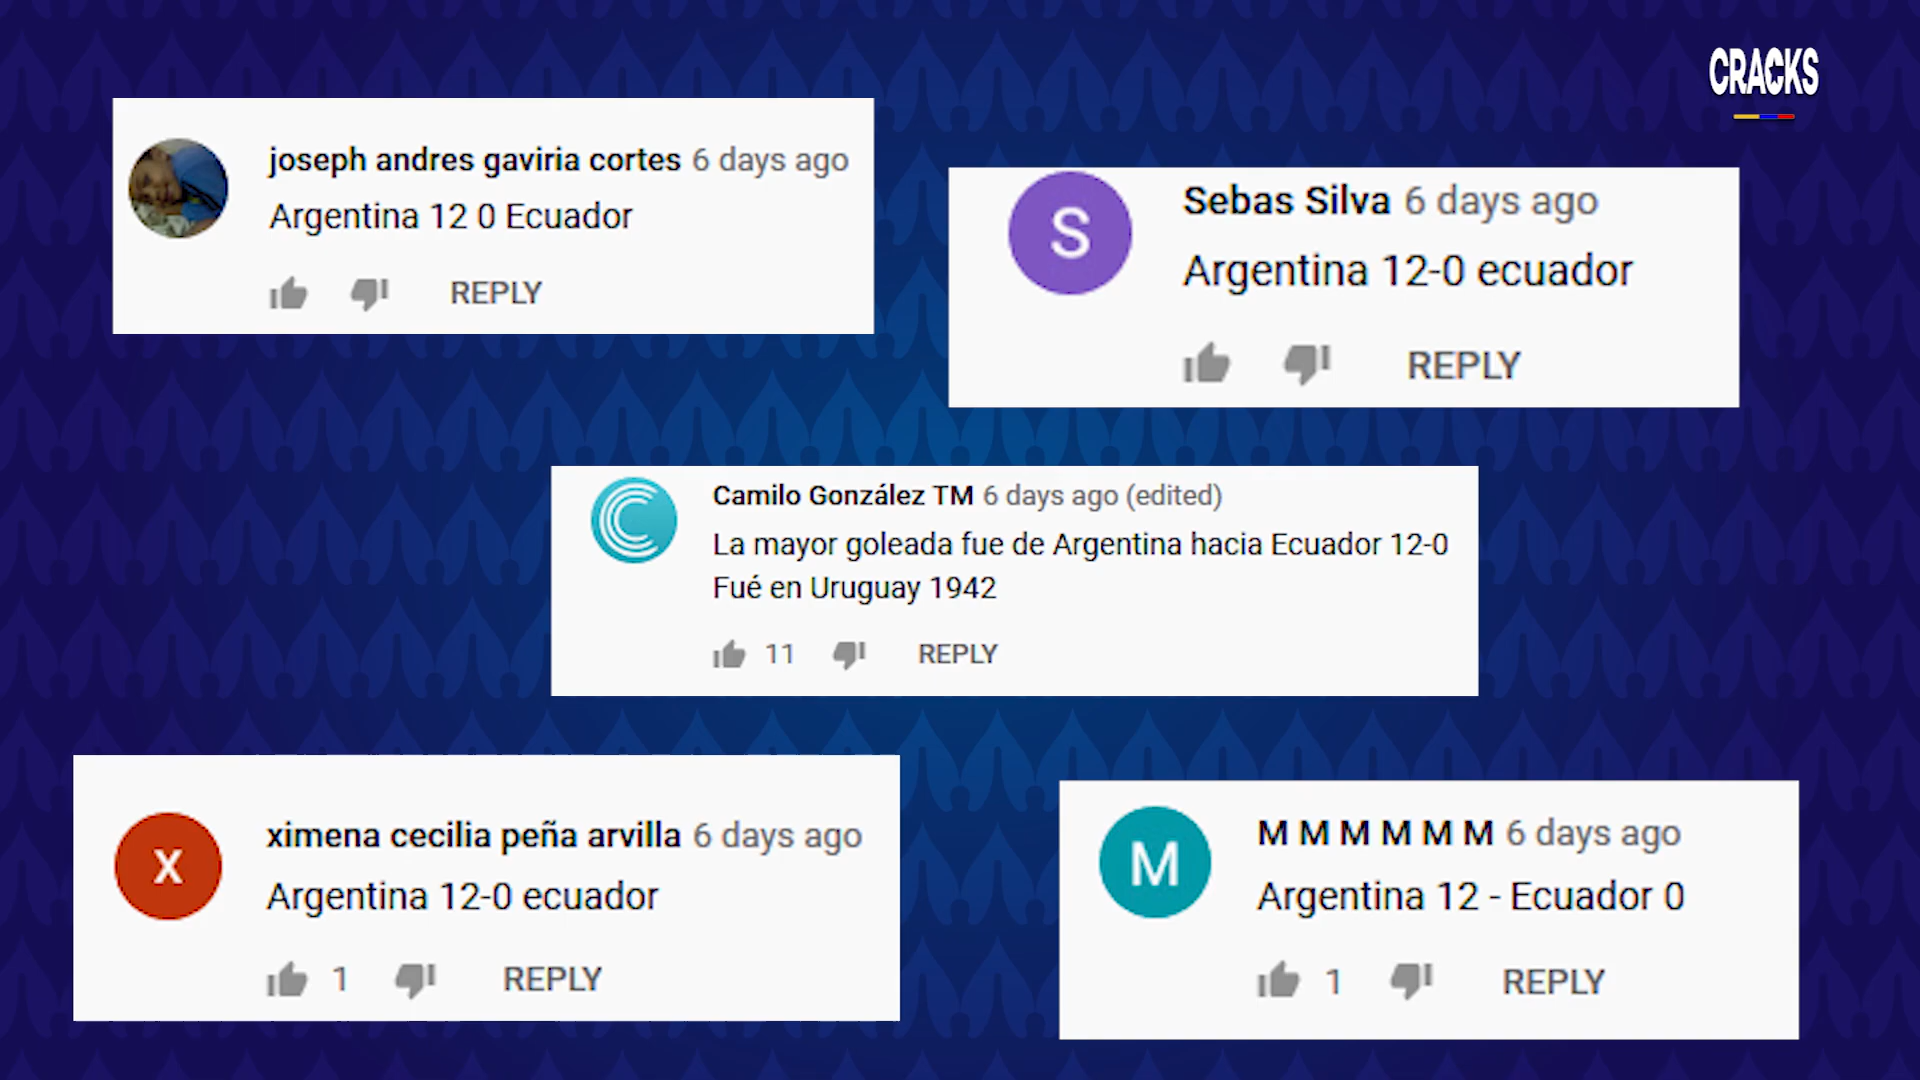 CRACKS
joseph andres gaviria cortes 6 days ago
Argentina 12 0 Ecuador
REPLY
S
Sebas Silva 6 days ago
Argentina 12-0 ecuador
REPLY
Camilo González TM 6 days ago (edited)
La mayor goleada fue de Argentina hacia Ecuador 12-0
Fué en Uruguay 1942
11 REPLY
X
ximena cecilia peña arvilla 6 days ago
Argentina 12-0 ecuador
1 REPLY
M
M M M M M M 6 days ago
Argentina 12 - Ecuador 0
1 REPLY